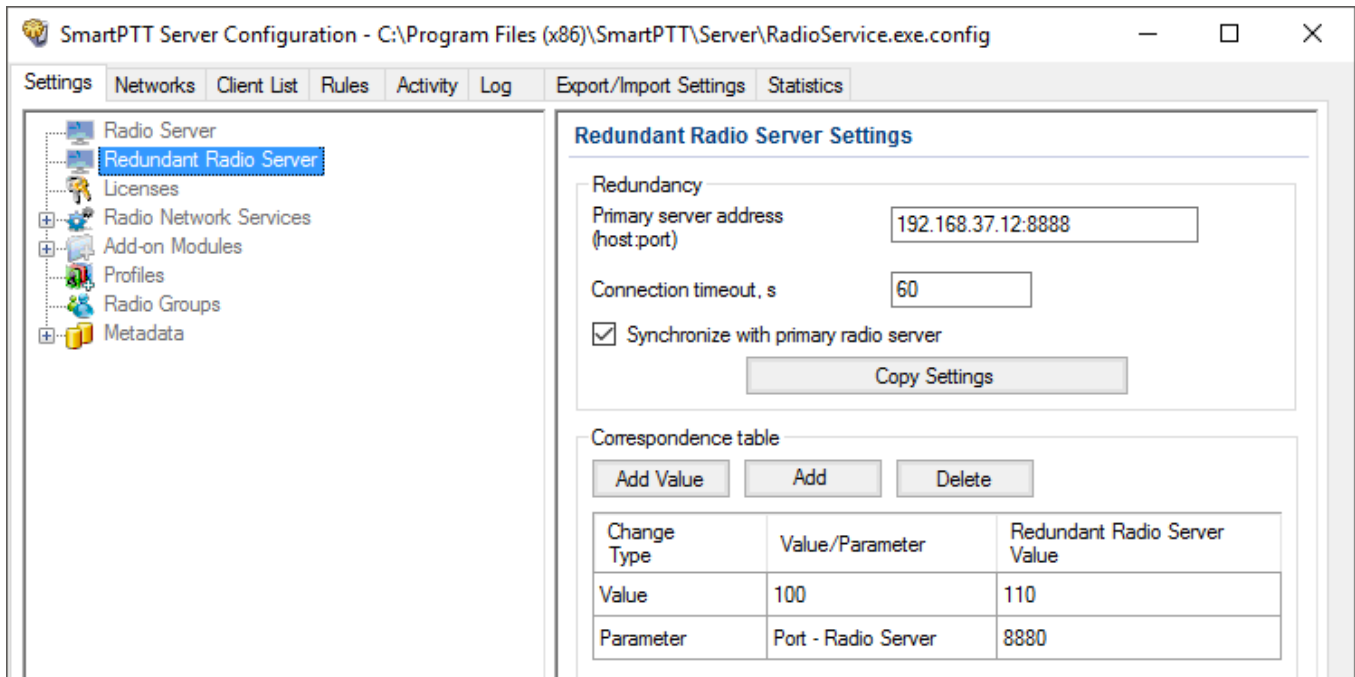 SmartPTT Server Configuration - C:\Program Files (x86)\SmartPTT\Server\RadioService.exe.config
Settings Networks Client List Rules Activity Log Export/Import Settings Statistics
Radio Server
Redundant Radio Server
Licenses
Radio Network Services
Add-on Modules
Profiles
Radio Groups
Metadata
Redundant Radio Server Settings
Redundancy
Primary server address
(host:port)
192.168.37.12:8888
Connection timeout, s
60
Synchronize with primary radio server
Copy Settings
Correspondence table
Add Value Add Delete
Change
Type
Value/Parameter
Redundant Radio Server
Value
Value 100 110
Parameter Port - Radio Server 8880